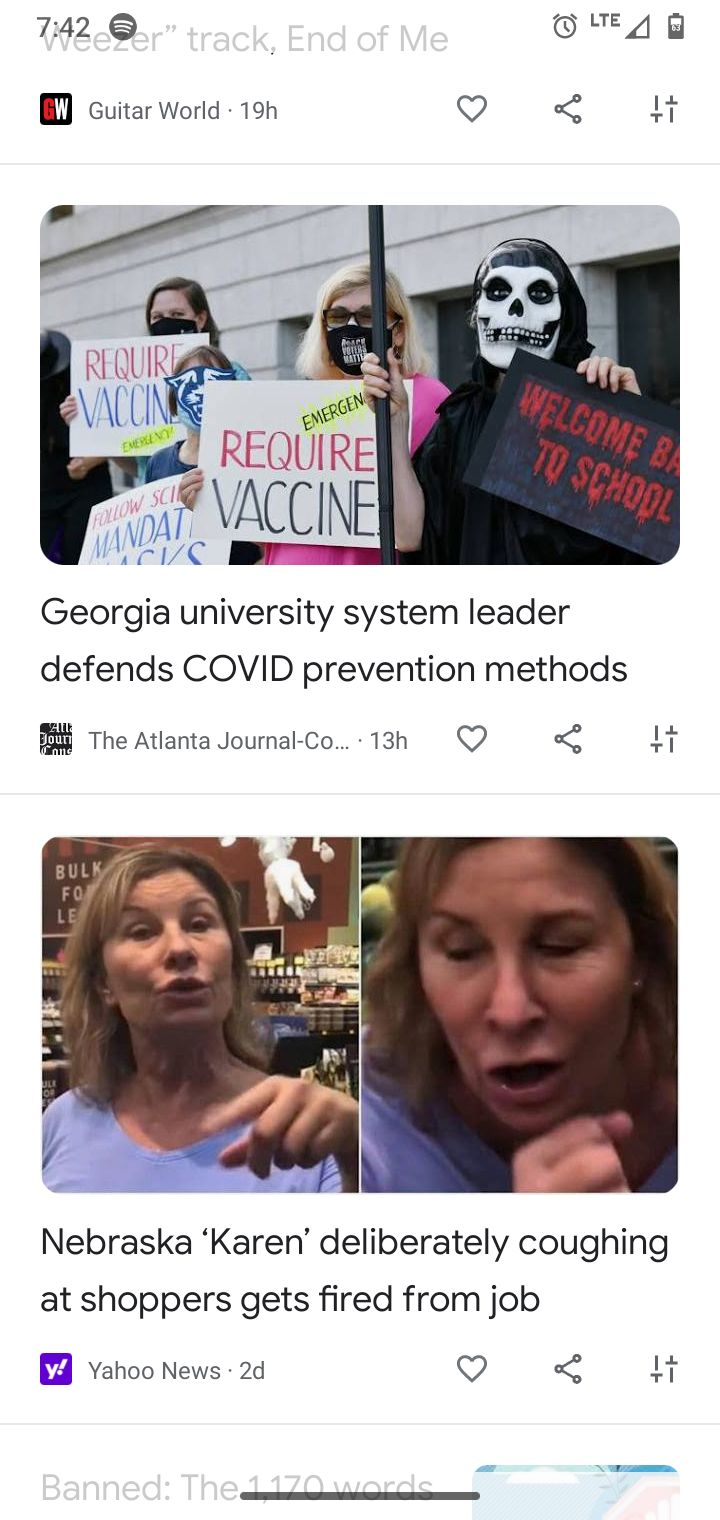 7:42 LTE 63
Weezer” track, End of Me
GW Guitar World · 19h
REQUIRE
VACCIN
EMERGENCY!
FOLLOW SCI
MANDAT
EMERGEN
REQUIRE
VACCINE
WELCOME BA
TO SCHOOL
Georgia university system leader
defends COVID prevention methods
The Atlanta Journal-Co... · 13h
BULK
FO
LE
Nebraska ‘Karen’ deliberately coughing
at shoppers gets fired from job
y! Yahoo News · 2d
Banned: The 1,170 words